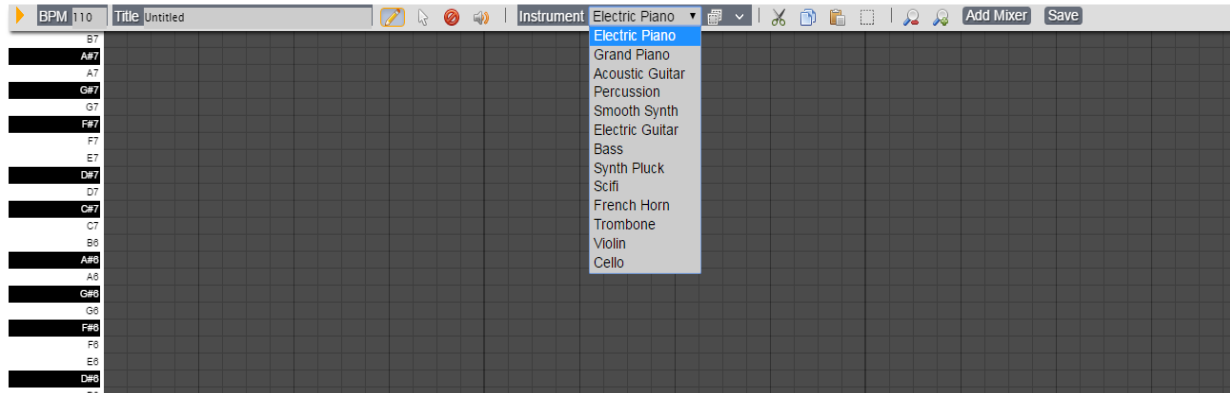 BPM 110 Title Untitled Instrument Electric Piano Add Mixer Save
Electric Piano
Grand Piano
Acoustic Guitar
Percussion
Smooth Synth
Electric Guitar
Bass
Synth Pluck
Scifi
French Horn
Trombone
Violin
Cello
B7
A#7
A7
G#7
G7
F#7
F7
E7
D#7
D7
C#7
C7
B6
A#6
A6
G#6
G6
F#6
F6
E6
D#6